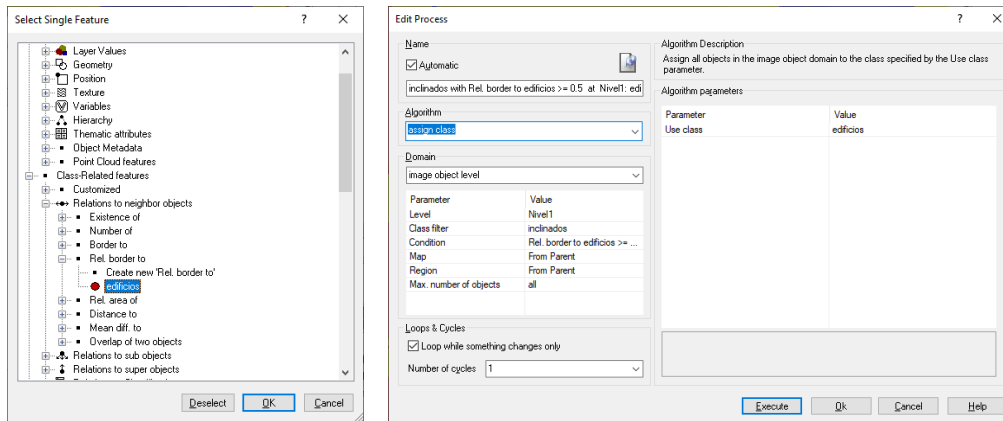 Select Single Feature
?
Layer Values
Geometry
Position
Texture
Variables
Hierarchy
Thematic attributes
Object Metadata
Point Cloud features
Class-Related features
Customized
Relations to neighbor objects
Existence of
Number of
Border to
Rel. border to
Create new 'Rel. border to'
edificios
Rel. area of
Distance to
Mean diff. to
Overlap of two objects
Relations to sub objects
Relations to super objects
Deselect OK Cancel
Edit Process
?
Name
Automatic
inclinados with Rel. border to edificios >= 0.5 at Nivel1: edi
Algorithm
assign class
Domain
image object level
Parameter Value
Level Nivel1
Class filter inclinados
Condition Rel. border to edificios >= ...
Map From Parent
Region From Parent
Max. number of objects all
Loops & Cycles
Loop while something changes only
Number of cycles 1
Algorithm Description
Assign all objects in the image object domain to the class specified by the Use class
parameter.
Algorithm parameters
Parameter Value
Use class edificios
Execute Ok Cancel Help